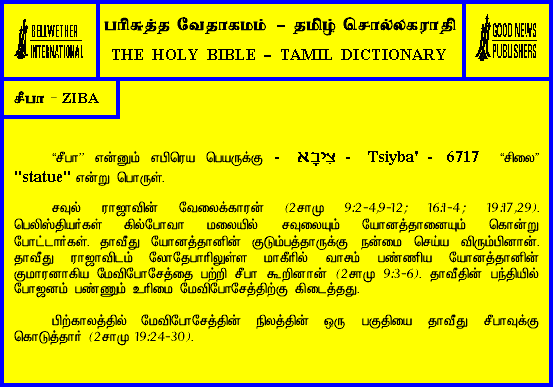 BELLWETHER
INTERNATIONAL
பரிசுத்த வேதாகமம் – தமிழ் சொல்லகராதி
THE HOLY BIBLE – TAMIL DICTIONARY
GOOD NEWS
PUBLISHERS
சீபா - ZIBA
“சீபா” என்னும் எபிரெய பெயருக்கு - צִיבָא - Tsiyba' - 6717 “சிலை”
"statue" என்று பொருள்.
சவுல் ராஜாவின் வேலைக்காரன் (2சாமு 9:2-4,9-12; 16:1-4; 19:17,29).
பெலிஸ்தியர்கள் கில்போவா மலையில் சவுலையும் யோனத்தானையும் கொன்று
போட்டார்கள். தாவீது யோனத்தானின் குடும்பத்தாருக்கு நன்மை செய்ய விரும்பினான்.
தாவீது ராஜாவிடம் லோதேபாரிலுள்ள மாகீரில் வாசம் பண்ணிய யோனத்தானின்
குமாரனாகிய மேவிபோசேத்தை பற்றி சீபா கூறினான் (2சாமு 9:3-6). தாவீதின் பந்தியில்
போஜனம் பண்ணும் உரிமை மேவிபோசேத்திற்கு கிடைத்தது.
பிற்காலத்தில் மேவிபோசேத்தின் நிலத்தின் ஒரு பகுதியை தாவீது சீபாவுக்கு
கொடுத்தார் (2சாமு 19:24-30).